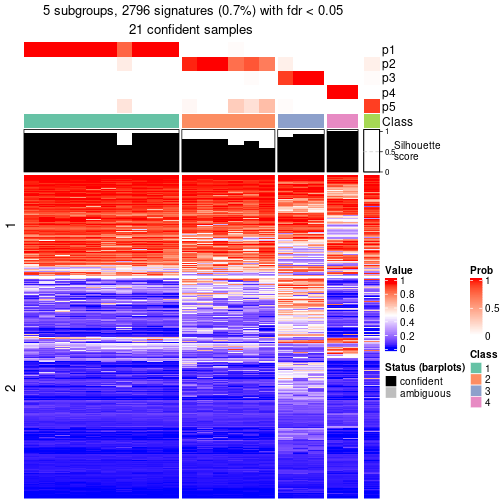 5 subgroups, 2796 signatures (0.7%) with fdr < 0.05
21 confident samples
p1
p2
p3
p4
p5
Class
1
0.5
0
Silhouette
score
1
2
Value
1
0.8
0.6
0.4
0.2
0
Status (barplots)
confident
ambiguous
Prob
1
0.5
0
Class
1
2
3
4